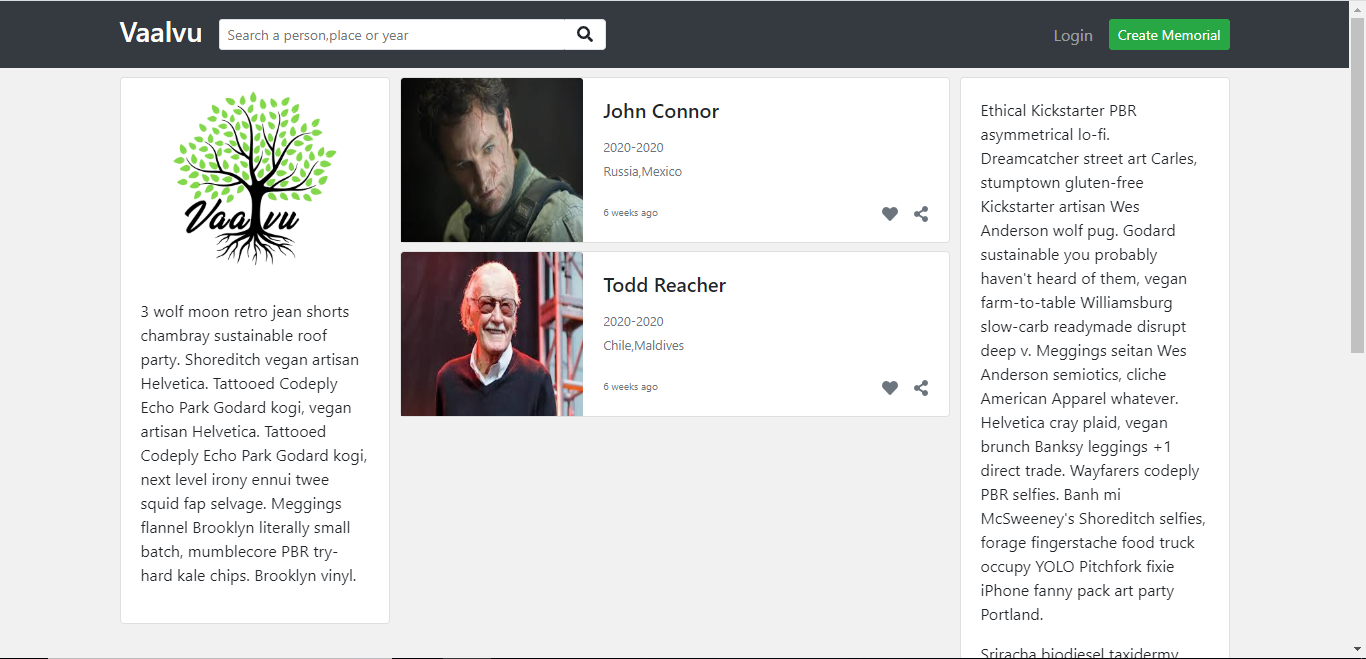 Vaalvu
Search a person,place or year
Login
Create Memorial
Vaalvu
3 wolf moon retro jean shorts
chambray sustainable roof
party. Shoreditch vegan artisan
Helvetica. Tattooed Codeply
Echo Park Godard kogi, vegan
artisan Helvetica. Tattooed
Codeply Echo Park Godard kogi,
next level irony ennui twee
squid fap selvage. Meggings
flannel Brooklyn literally small
batch, mumblecore PBR try-
hard kale chips. Brooklyn vinyl.
John Connor
2020-2020
Russia,Mexico
6 weeks ago
Todd Reacher
2020-2020
Chile,Maldives
6 weeks ago
Ethical Kickstarter PBR
asymmetrical lo-fi.
Dreamcatcher street art Carles,
stumptown gluten-free
Kickstarter artisan Wes
Anderson wolf pug. Godard
sustainable you probably
haven't heard of them, vegan
farm-to-table Williamsburg
slow-carb readymade disrupt
deep v. Meggings seitan Wes
Anderson semiotics, cliche
American Apparel whatever.
Helvetica cray plaid, vegan
brunch Banksy leggings +1
direct trade. Wayfarers codeply
PBR selfies. Banh mi
McSweeney's Shoreditch selfies,
forage fingerstache food truck
occupy YOLO Pitchfork fixie
iPhone fanny pack art party
Portland.
Sriracha biodiesel taxidermy